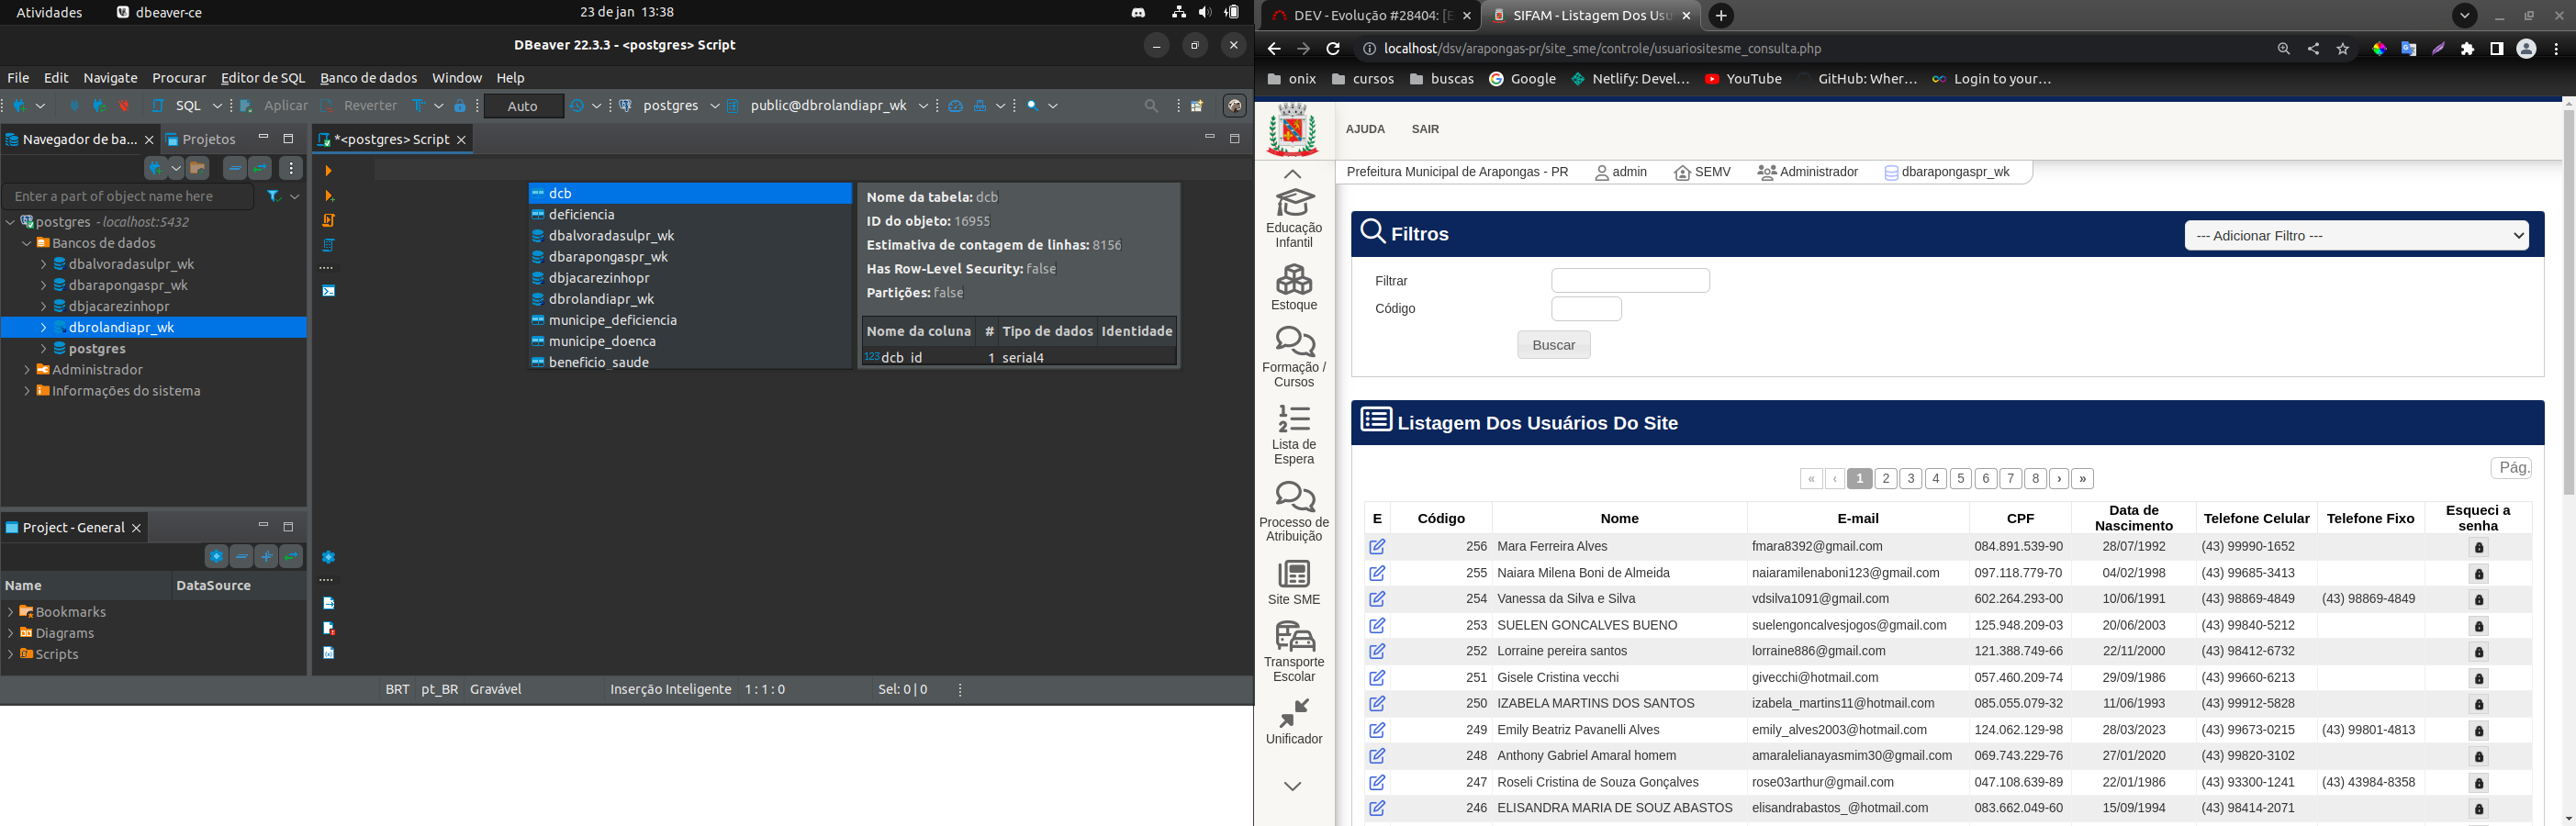 Atividades
dbeaver-ce
23 de jan 13:38
DBeaver 22.3.3 - <postgres> Script
File Edit Navigate Procurar Editor de SQL Banco de dados Window Help
SQL Aplicar Reverter Auto postgres public@dbrolandiapr_wk
Navegador de ba... Projetos
Enter a part of object name here
postgres - localhost:5432
Bancos de dados
dbalvoradasulpr_wk
dbarapongaspr_wk
dbjacarezinhopr
dbrolandiapr_wk
postgres
Administrador
Informações do sistema
Project - General
Name DataSource
Bookmarks
Diagrams
Scripts
*<postgres> Script
dcb
deficiencia
dbalvoradasulpr_wk
dbarapongaspr_wk
dbjacarezinhopr
dbrolandiapr_wk
municipe_deficiencia
municipe_doenca
beneficio_saude
Nome da tabela: dcb
ID do objeto: 16955
Estimativa de contagem de linhas: 8156
Has Row-Level Security: false
Partições: false
Nome da coluna # Tipo de dados Identidade
123 dcb_id 1 serial4
BRT pt_BR Gravável Inserção Inteligente 1 : 1 : 0 Sel: 0 | 0
DEV - Evolução #28404: [E
SIFAM - Listagem Dos Usu
localhost/dsv/arapongas-pr/site_sme/controle/usuariositesme_consulta.php
onix cursos buscas Google Netlify: Devel... YouTube GitHub: Wher... Login to your...
AJUDA SAIR
Prefeitura Municipal de Arapongas - PR admin SEMV Administrador dbarapongaspr_wk
Educação
Infantil
Estoque
Formação /
Cursos
Lista de
Espera
Processo de
Atribuição
Site SME
Transporte
Escolar
Unificador
Filtros
--- Adicionar Filtro ---
Filtrar
Código
Buscar
Listagem Dos Usuários Do Site
« ‹ 1 2 3 4 5 6 7 8 › »
Pág.
E Código Nome E-mail CPF Data de Nascimento Telefone Celular Telefone Fixo Esqueci a senha
256 Mara Ferreira Alves fmara8392@gmail.com 084.891.539-90 28/07/1992 (43) 99990-1652
255 Naiara Milena Boni de Almeida naiaramilenaboni123@gmail.com 097.118.779-70 04/02/1998 (43) 99685-3413
254 Vanessa da Silva e Silva vdsilva1091@gmail.com 602.264.293-00 10/06/1991 (43) 98869-4849 (43) 98869-4849
253 SUELEN GONCALVES BUENO suelengoncalvesjogos@gmail.com 125.948.209-03 20/06/2003 (43) 99840-5212
252 Lorraine pereira santos lorraine886@gmail.com 121.388.749-66 22/11/2000 (43) 98412-6732
251 Gisele Cristina vecchi givecchi@hotmail.com 057.460.209-74 29/09/1986 (43) 99660-6213
250 IZABELA MARTINS DOS SANTOS izabela_martins11@hotmail.com 085.055.079-32 11/06/1993 (43) 99912-5828
249 Emily Beatriz Pavanelli Alves emily_alves2003@hotmail.com 124.062.129-98 28/03/2023 (43) 99673-0215 (43) 99801-4813
248 Anthony Gabriel Amaral homem amaralelianayasmim30@gmail.com 069.743.229-76 27/01/2020 (43) 99820-3102
247 Roseli Cristina de Souza Gonçalves rose03arthur@gmail.com 047.108.639-89 22/01/1986 (43) 93300-1241 (43) 43984-8358
246 ELISANDRA MARIA DE SOUZ ABASTOS elisandrabastos_@hotmail.com 083.662.049-60 15/09/1994 (43) 98414-2071